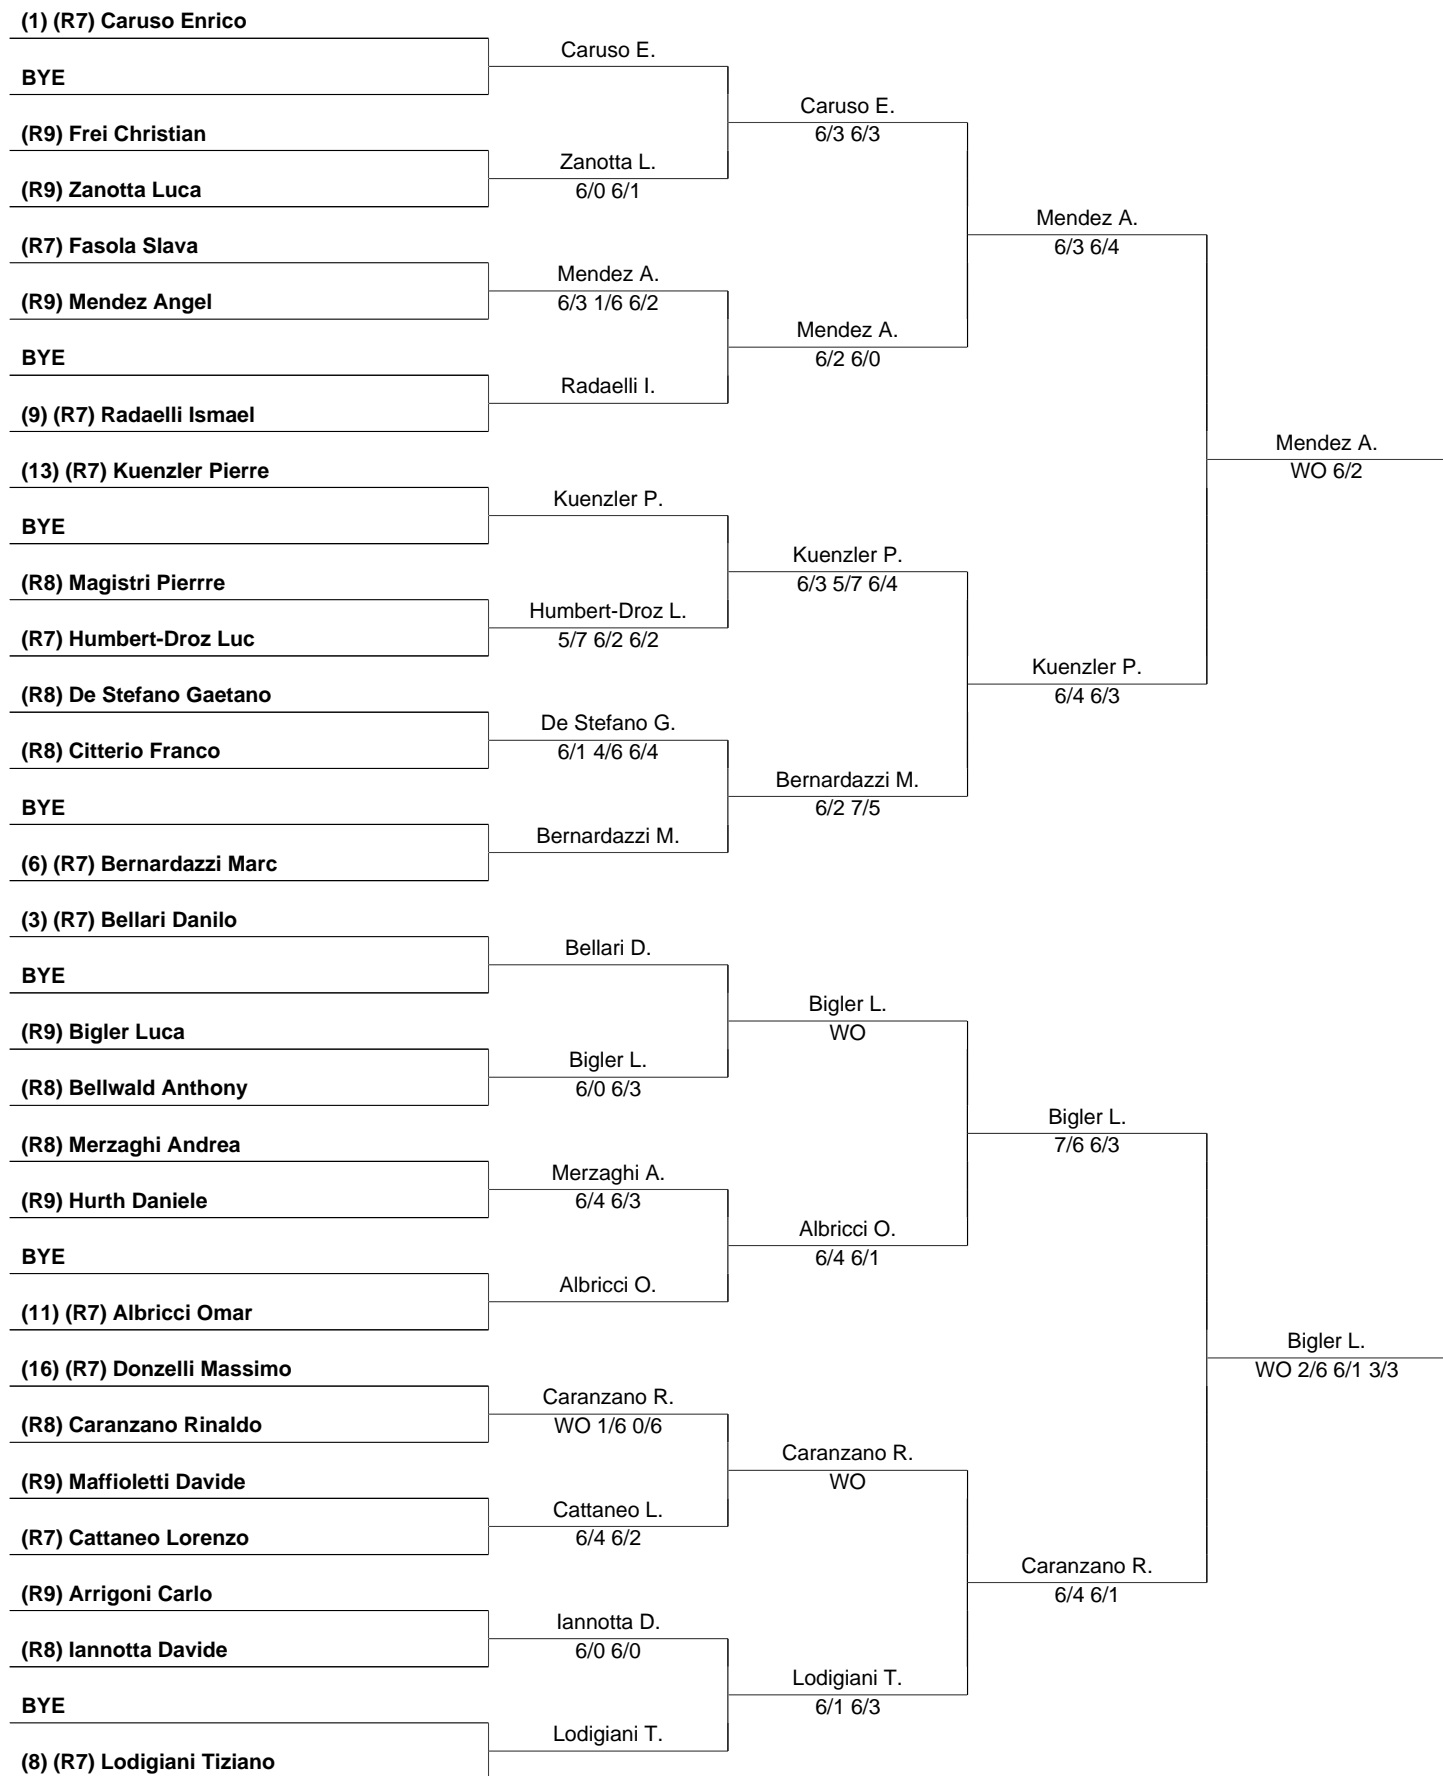 (1) (R7) Caruso Enrico
BYE
(R9) Frei Christian
(R9) Zanotta Luca
(R7) Fasola Slava
(R9) Mendez Angel
BYE
(9) (R7) Radaelli Ismael
(13) (R7) Kuenzler Pierre
BYE
(R8) Magistri Pierrre
(R7) Humbert-Droz Luc
(R8) De Stefano Gaetano
(R8) Citterio Franco
BYE
(6) (R7) Bernardazzi Marc
(3) (R7) Bellari Danilo
BYE
(R9) Bigler Luca
(R8) Bellwald Anthony
(R8) Merzaghi Andrea
(R9) Hurth Daniele
BYE
(11) (R7) Albricci Omar
(16) (R7) Donzelli Massimo
(R8) Caranzano Rinaldo
(R9) Maffioletti Davide
(R7) Cattaneo Lorenzo
(R9) Arrigoni Carlo
(R8) Iannotta Davide
BYE
(8) (R7) Lodigiani Tiziano
Caruso E.
Zanotta L.
6/0 6/1
Mendez A.
6/3 1/6 6/2
Radaelli I.
Kuenzler P.
Humbert-Droz L.
5/7 6/2 6/2
De Stefano G.
6/1 4/6 6/4
Bernardazzi M.
Bellari D.
Bigler L.
6/0 6/3
Merzaghi A.
6/4 6/3
Albricci O.
Caranzano R.
WO 1/6 0/6
Cattaneo L.
6/4 6/2
Iannotta D.
6/0 6/0
Lodigiani T.
Caruso E.
6/3 6/3
Mendez A.
6/2 6/0
Kuenzler P.
6/3 5/7 6/4
Bernardazzi M.
6/2 7/5
Bigler L.
WO
Albricci O.
6/4 6/1
Caranzano R.
WO
Lodigiani T.
6/1 6/3
Mendez A.
6/3 6/4
Kuenzler P.
6/4 6/3
Bigler L.
7/6 6/3
Caranzano R.
6/4 6/1
Mendez A.
WO 6/2
Bigler L.
WO 2/6 6/1 3/3